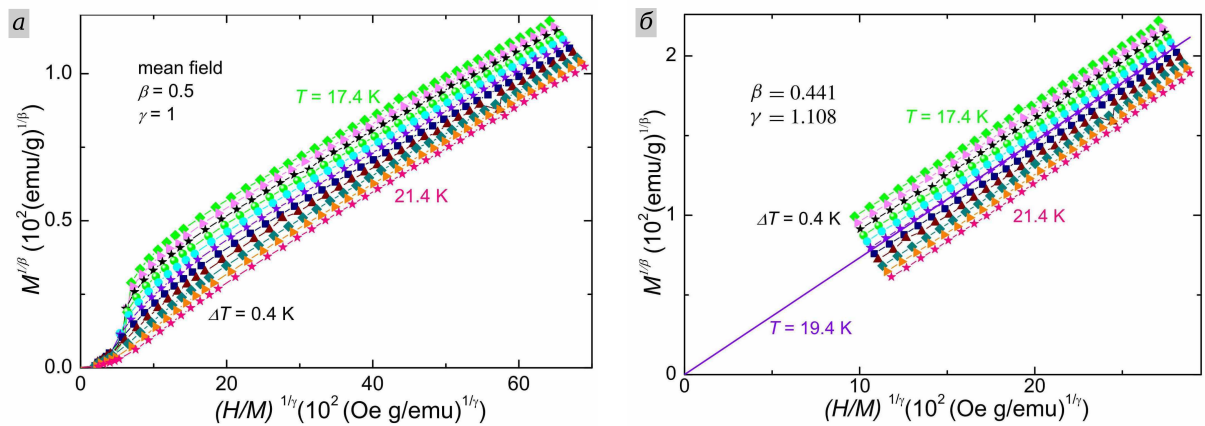 а
mean field
β = 0.5
γ = 1
T = 17.4 K
21.4 K
ΔT = 0.4 K
M^1/β (10^2 (emu/g)^1/β)
0.0
0.5
1.0
0
20
40
60
(H/M) ^1/γ (10^2 (Oe g/emu)^1/γ)
б
β = 0.441
γ = 1.108
T = 17.4 K
ΔT = 0.4 K
21.4 K
T = 19.4 K
M^1/β (10^2 (emu/g)^1/β)
0
1
2
0
10
20
(H/M) ^1/γ (10^2 (Oe g/emu)^1/γ)